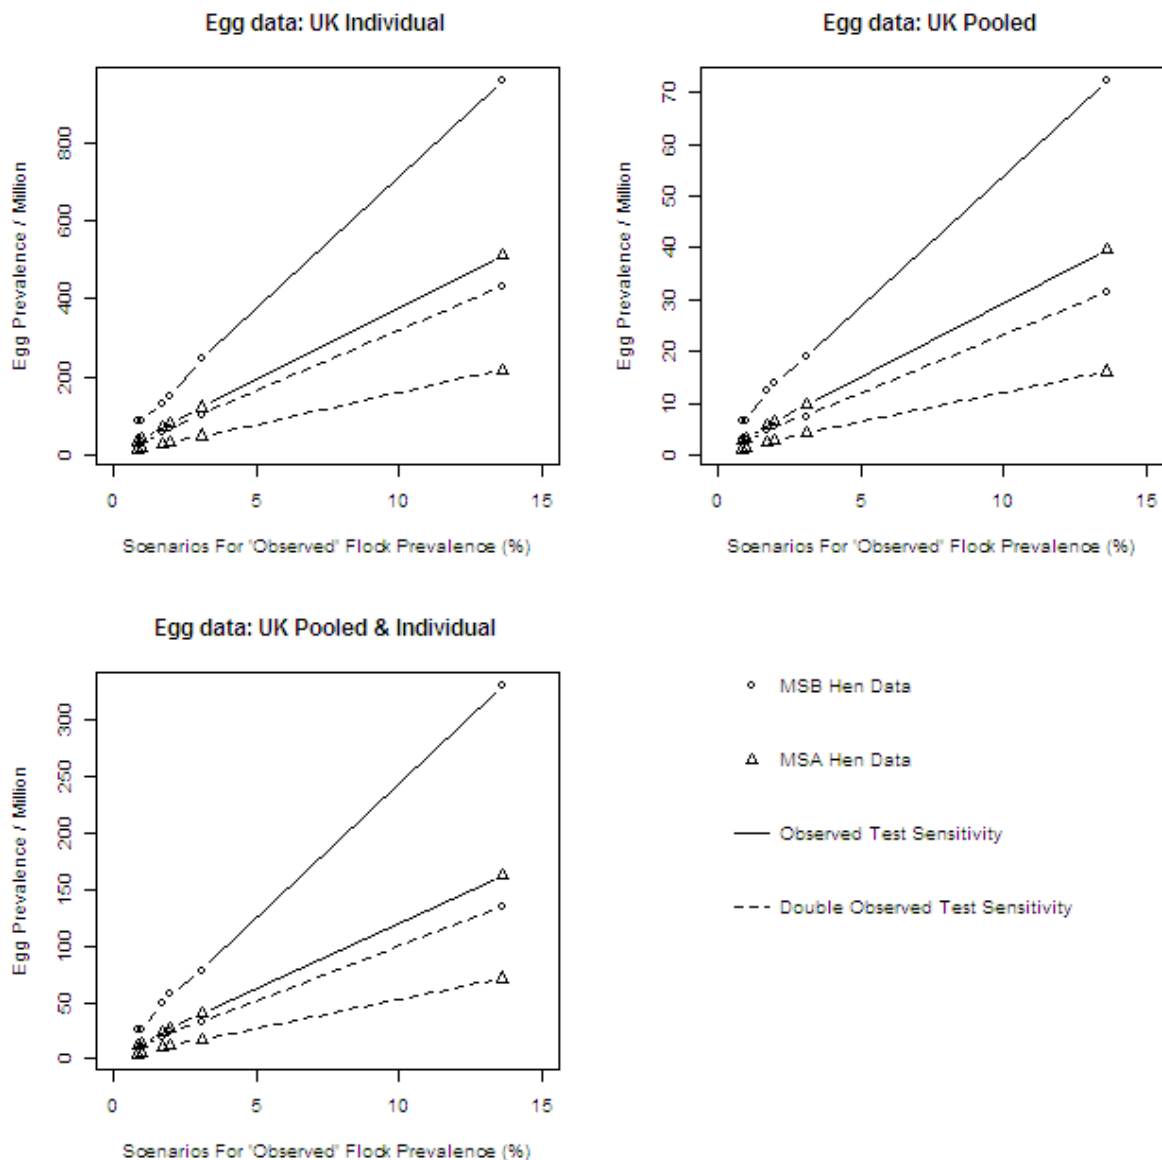 Egg data: UK Individual
Egg Prevalence / Million
0
200
400
600
800
0
5
10
15
Scenarios For 'Observed' Flock Prevalence (%)
Egg data: UK Pooled
Egg Prevalence / Million
0
10
20
30
40
50
60
70
0
5
10
15
Scenarios For 'Observed' Flock Prevalence (%)
Egg data: UK Pooled & Individual
Egg Prevalence / Million
0
50
100
150
200
250
300
0
5
10
15
Scenarios For 'Observed' Flock Prevalence (%)
MSB Hen Data
MSA Hen Data
Observed Test Sensitivity
Double Observed Test Sensitivity